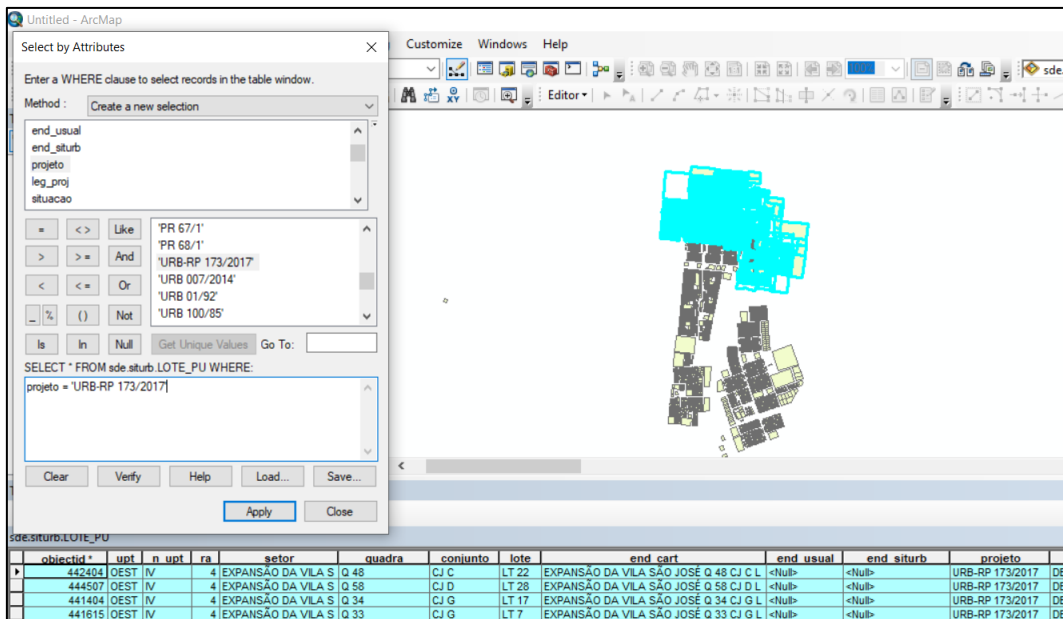 Untitled - ArcMap
Select by Attributes
Customize Windows Help
Enter a WHERE clause to select records in the table window.
Method : Create a new selection
Editor
end_usual
end_siturb
projeto
leg_proj
situacao
= <> Like
> > = And
< < = Or
_ % () Not
Is In Null
'PR 67/1'
'PR 68/1'
'URB-RP 173/2017'
'URB 007/2014'
'URB 01/92'
'URB 100/85'
Get Unique Values Go To:
SELECT * FROM sde.siturb.LOTE_PU WHERE:
projeto = 'URB-RP 173/2017'
Clear Verify Help Load... Save...
Apply Close
sde.siturb.LOTE_PU
objectid * upt n_upt ra setor quadra conjunto lote end_cart end_usual end_siturb projeto
442404 OEST IV 4 EXPANSÃO DA VILA S Q 48 CJ C LT 22 EXPANSÃO DA VILA SÃO JOSÉ Q 48 CJ C L <Null> <Null> URB-RP 173/2017 DE
444507 OEST IV 4 EXPANSÃO DA VILA S Q 58 CJ D LT 28 EXPANSÃO DA VILA SÃO JOSÉ Q 58 CJ D L <Null> <Null> URB-RP 173/2017 DE
441404 OEST IV 4 EXPANSÃO DA VILA S Q 34 CJ G LT 17 EXPANSÃO DA VILA SÃO JOSÉ Q 34 CJ G L <Null> <Null> URB-RP 173/2017 DE
441615 OEST IV 4 EXPANSÃO DA VILA S Q 33 CJ G LT 7 EXPANSÃO DA VILA SÃO JOSÉ Q 33 CJ G L <Null> <Null> URB-RP 173/2017 DE